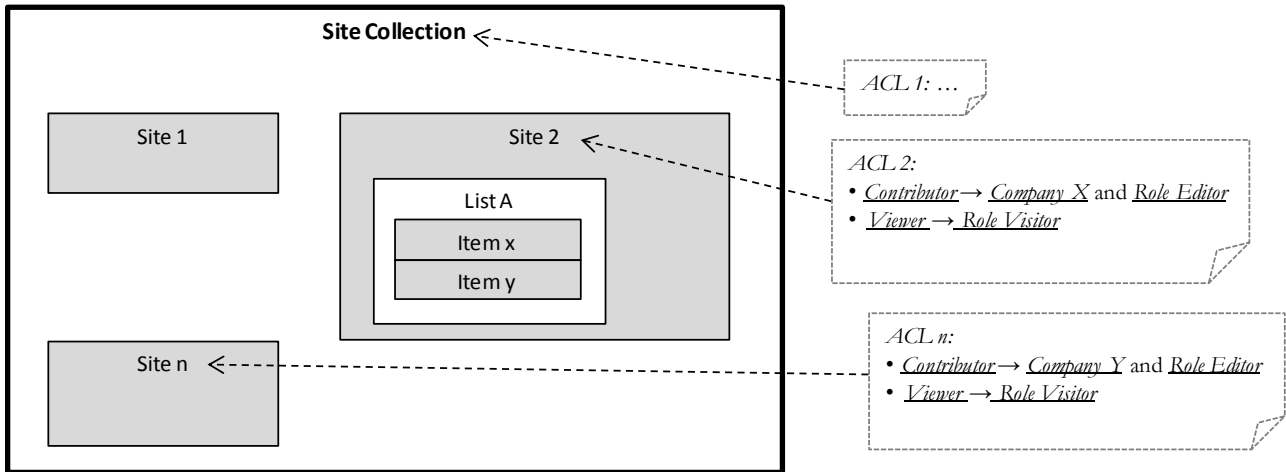 Site Collection
ACL 1: …
Site 1
Site 2
List A
Item x
Item y
ACL 2:
• Contributor → Company X and Role Editor
• Viewer → Role Visitor
Site n
ACL n:
• Contributor → Company Y and Role Editor
• Viewer → Role Visitor